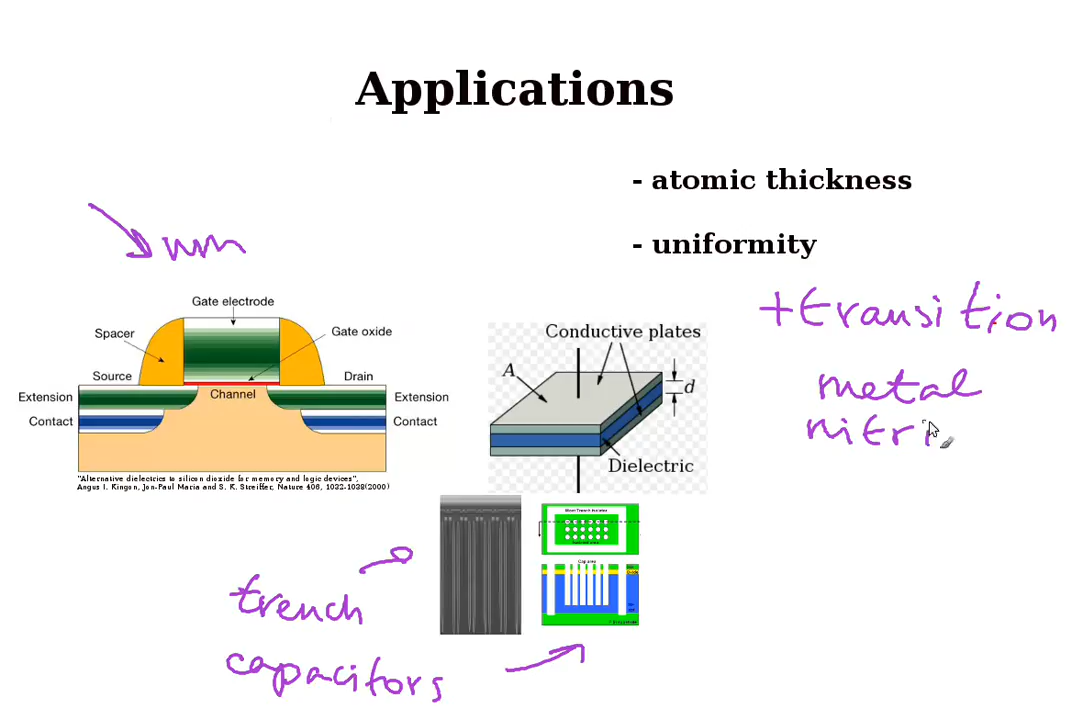 Applications
- atomic thickness
- uniformity
nm
+transition
metal
nitri
Gate electrode
Spacer
Gate oxide
Source
Drain
Channel
Extension
Extension
Contact
Contact
"Alternative dielectrics to silicon dioxide for memory and logic devices",
Angus I. Kingon, Jon-Paul Maria and S. K. Streiffer, Nature 406, 1032-1038(2000)
Conductive plates
A
d
Dielectric
trench
capacitors